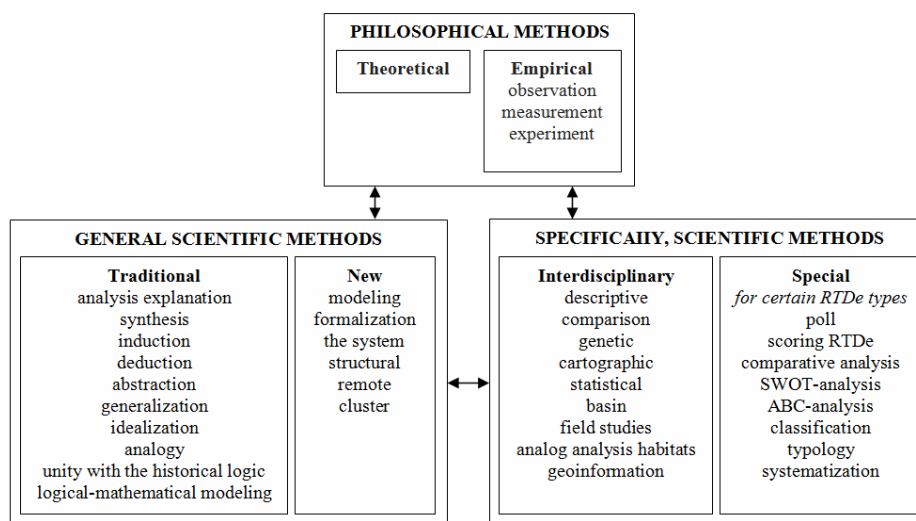 PHILOSOPHICAL METHODS
Theoretical
Empirical
observation
measurement
experiment
GENERAL SCIENTIFIC METHODS
Traditional
analysis explanation
synthesis
induction
deduction
abstraction
generalization
idealization
analogy
unity with the historical logic
logical-mathematical modeling
New
modeling
formalization
the system
structural
remote
cluster
SPECIFICAIIY, SCIENTIFIC METHODS
Interdisciplinary
descriptive
comparison
genetic
cartographic
statistical
basin
field studies
analog analysis habitats
geoinformation
Special
for certain RTDe types
poll
scoring RTDe
comparative analysis
SWOT-analysis
ABC-analysis
classification
typology
systematization